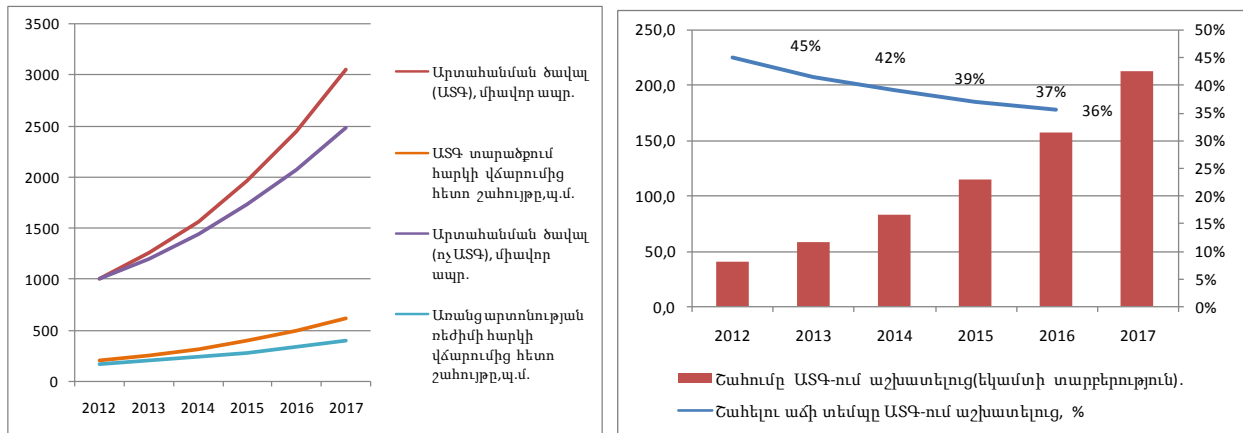 3500
3000
2500
2000
1500
1000
500
0
2012 2013 2014 2015 2016 2017
Արտահանման ծավալ
(ԱՏԳ), միավոր ապր.
ԱՏԳ տարածքում
հարկի վճարումից
հետո շահույթը,պ.մ.
Արտահանման ծավալ
(ոչ ԱՏԳ), միավոր
ապր.
Առանց արտոնության
ռեժիմի հարկի
վճարումից հետո
շահույթը,պ.մ.
250,0
200,0
150,0
100,0
50,0
0,0
45%
42%
39%
37%
36%
50%
45%
40%
35%
30%
25%
20%
15%
10%
5%
0%
2012 2013 2014 2015 2016 2017
Շահումը ԱՏԳ-ում աշխատելուց(եկամտի տարբերություն).
Շահելու աճի տեմպը ԱՏԳ-ում աշխատելուց, %